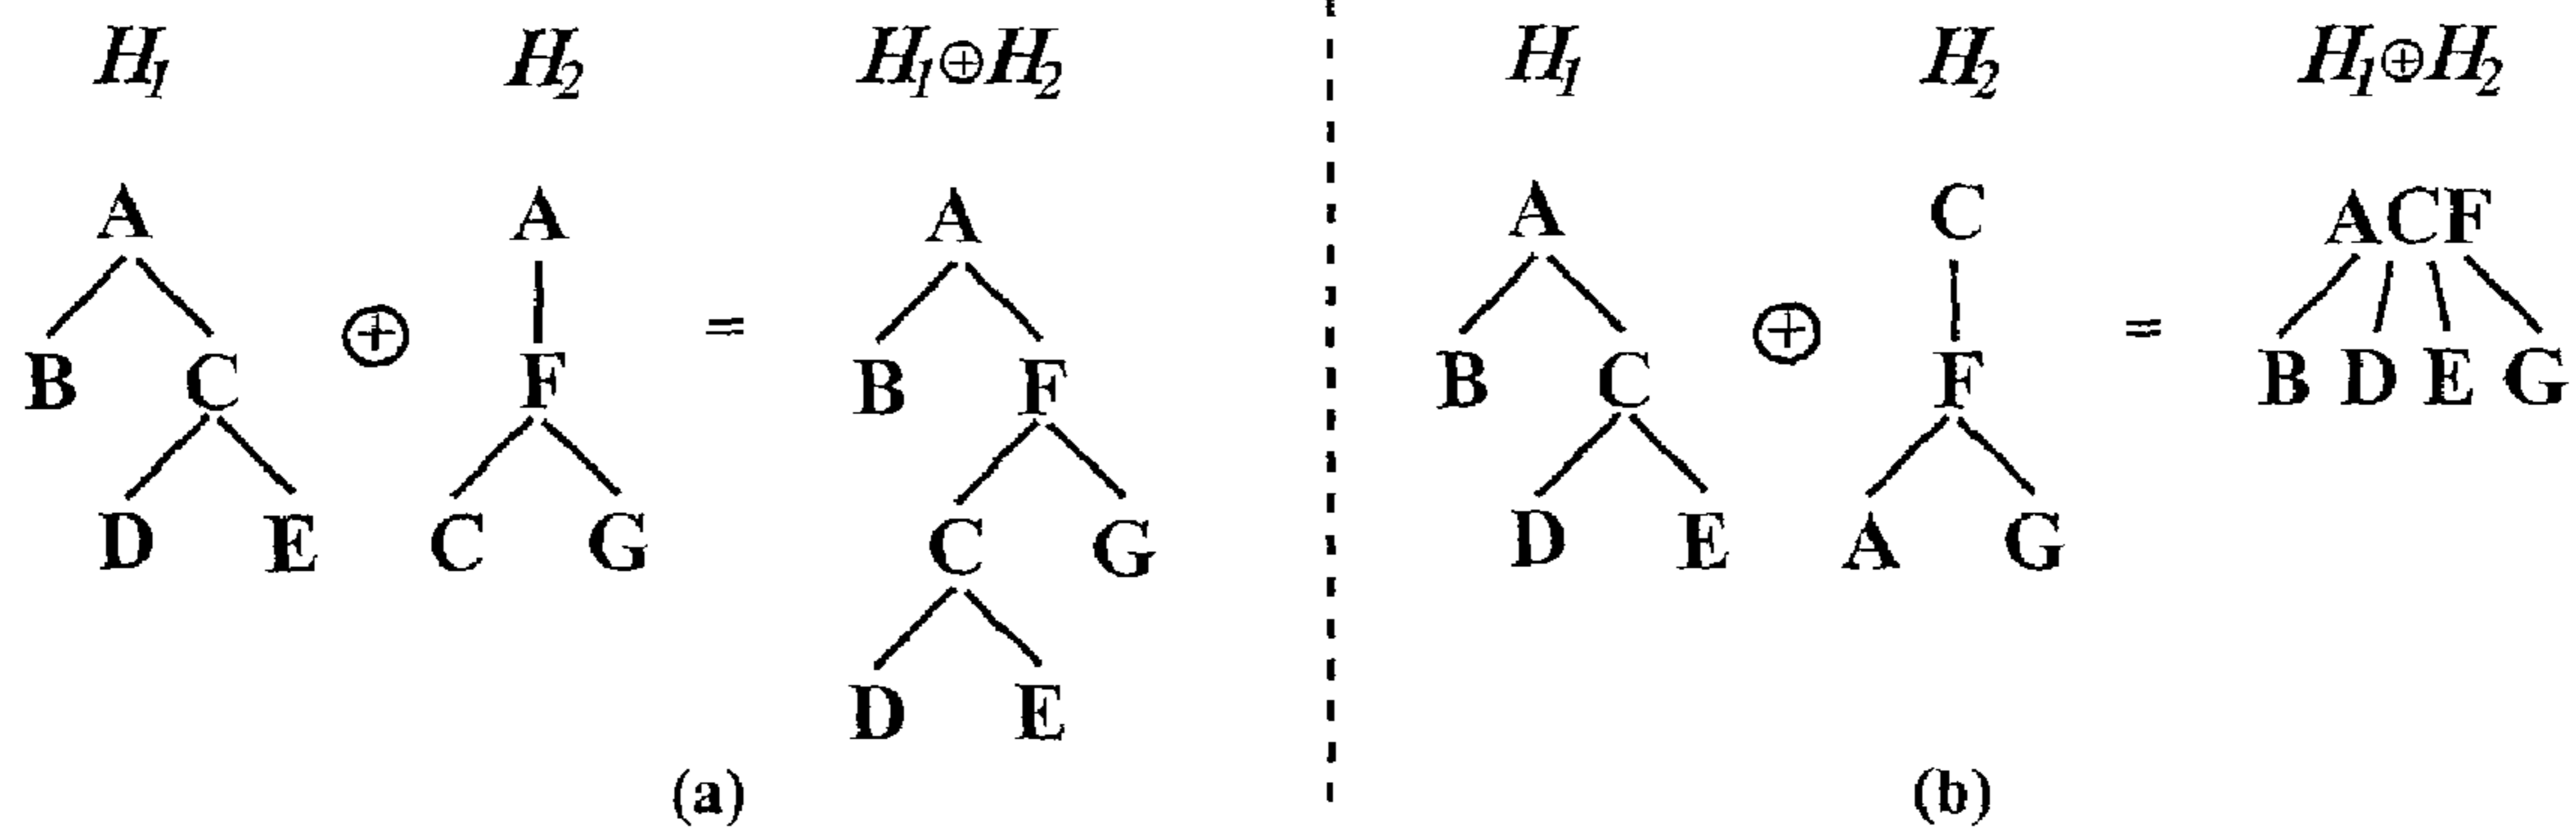 H₁ H₂ H₁⊕H₂
A A A
⊕ =
B C F B F
D E C G C G
D E
(a)
H₁ H₂ H₁⊕H₂
A C ACF
⊕ =
B C F B D E G
D E A G
(b)